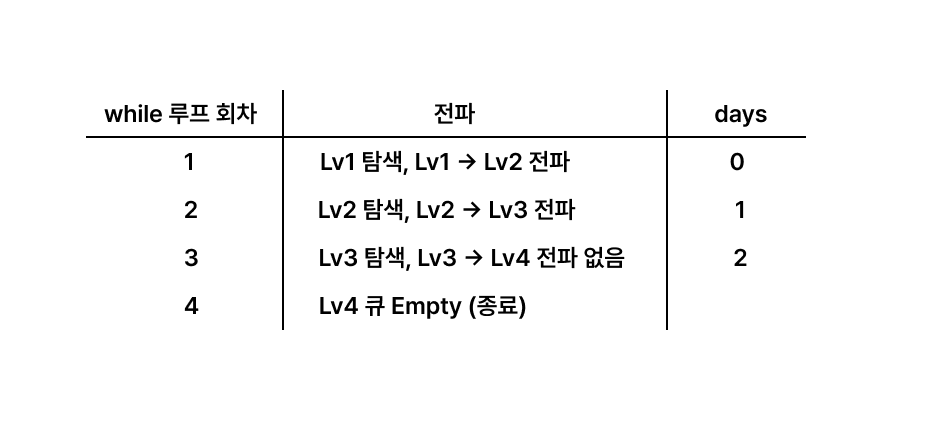 while 루프 회차 전파 days
1 Lv1 탐색, Lv1 → Lv2 전파 0
2 Lv2 탐색, Lv2 → Lv3 전파 1
3 Lv3 탐색, Lv3 → Lv4 전파 없음 2
4 Lv4 큐 Empty (종료)